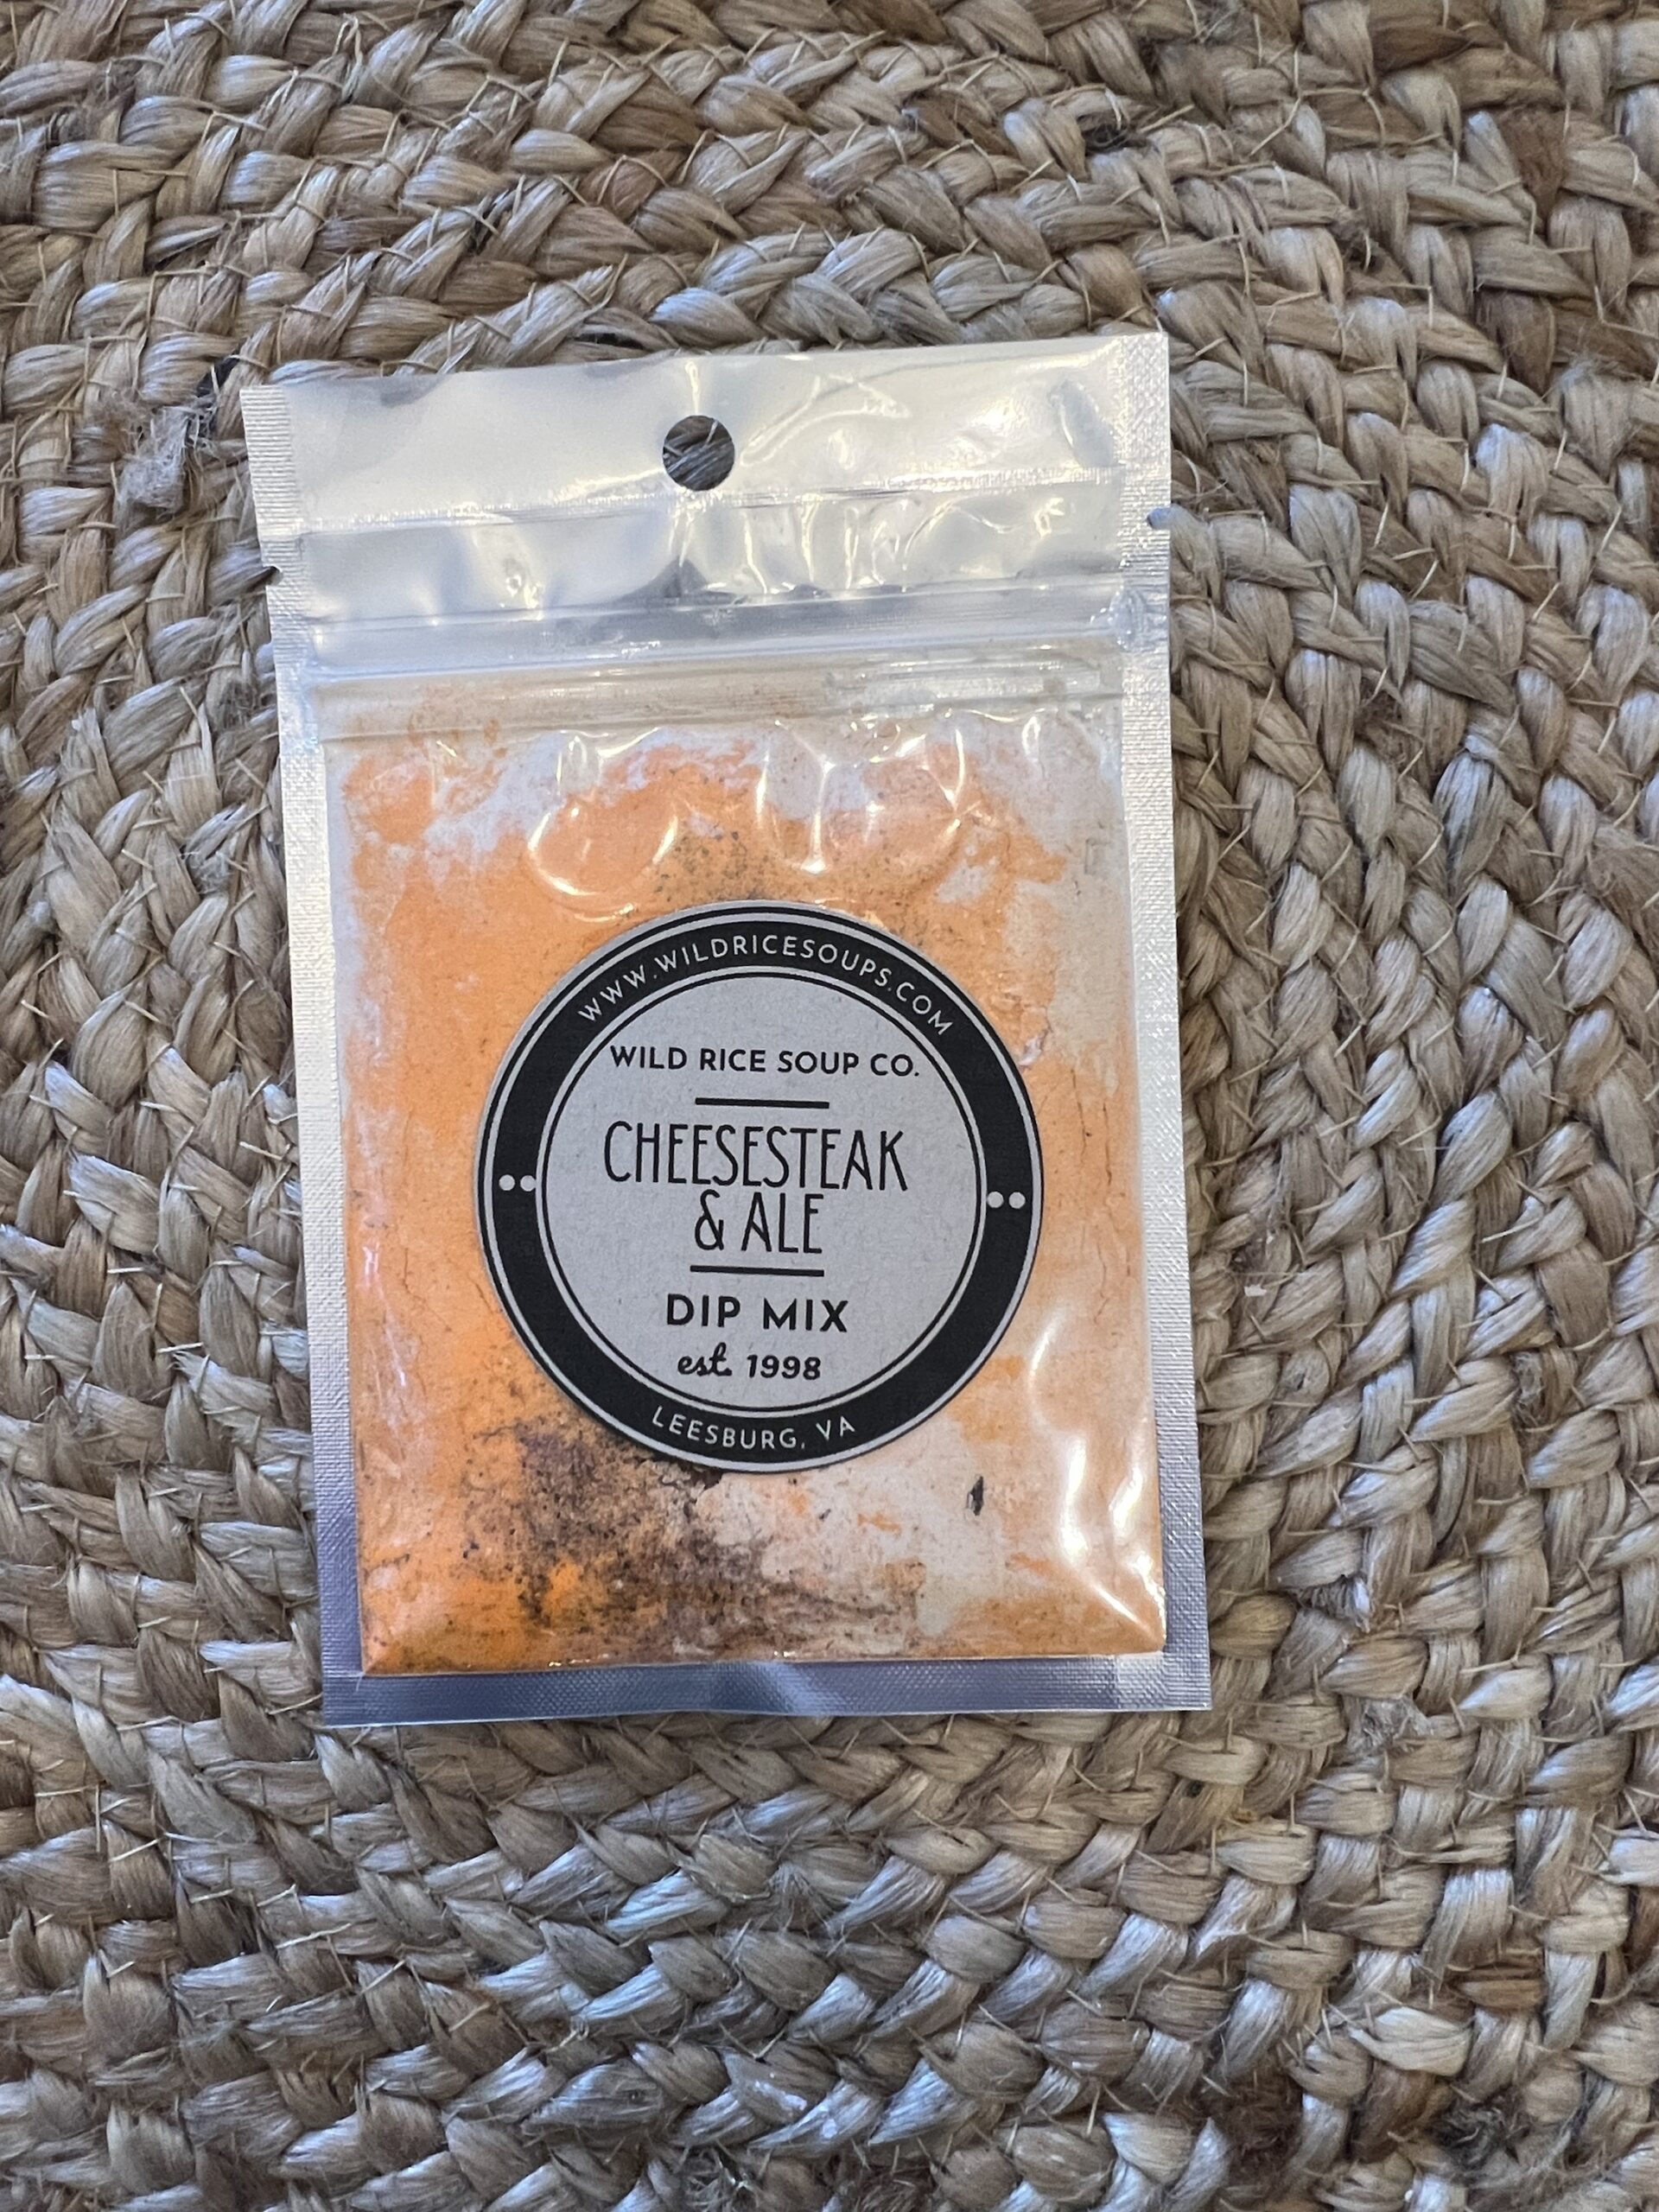 WWW.WILDRICESOUPS.COM
WILD RICE SOUP CO.
CHEESESTEAK
& ALE
DIP MIX
est. 1998
LEESBURG, VA